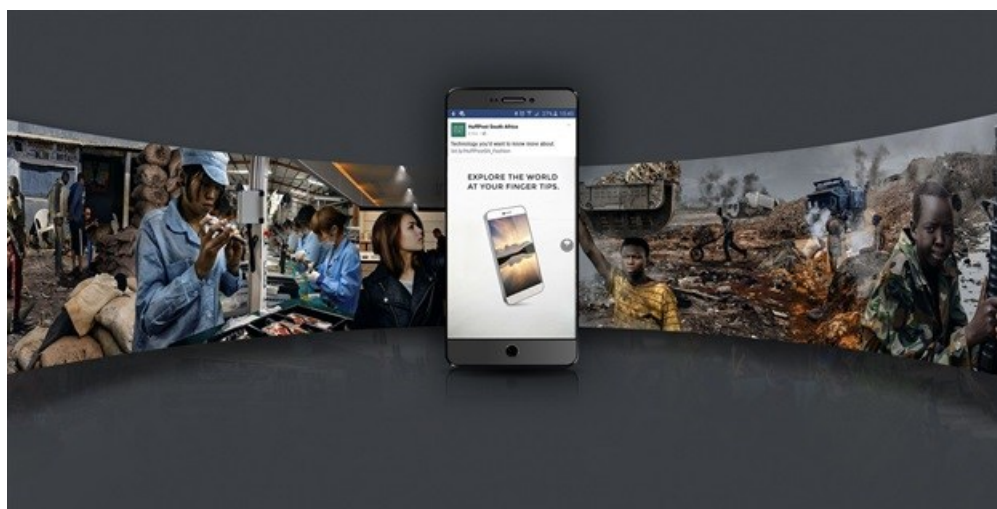 HuffPost South Africa
Technology you'd want to know more about.
EXPLORE THE WORLD
AT YOUR FINGER TIPS.